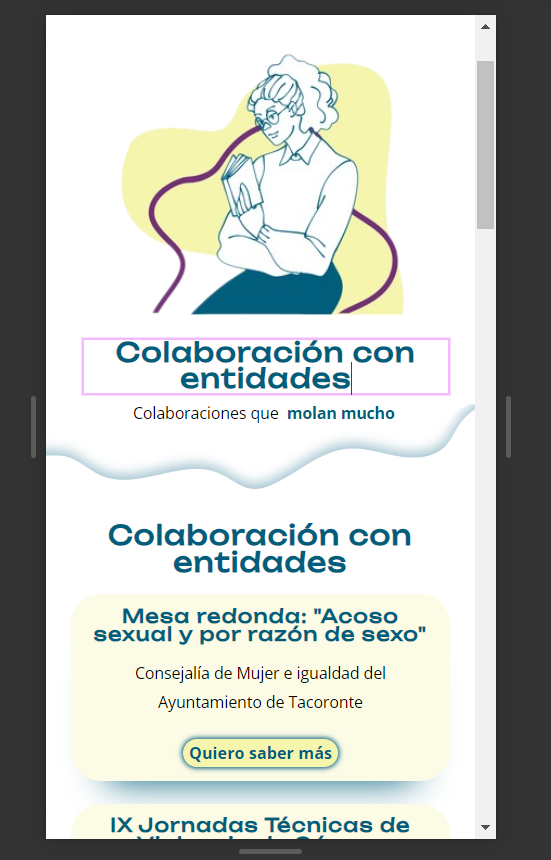 Colaboración con
entidades
Colaboraciones que molan mucho
Colaboración con
entidades
Mesa redonda: "Acoso
sexual y por razón de sexo"
Consejalía de Mujer e igualdad del
Ayuntamiento de Tacoronte
Quiero saber más
IX Jornadas Técnicas de